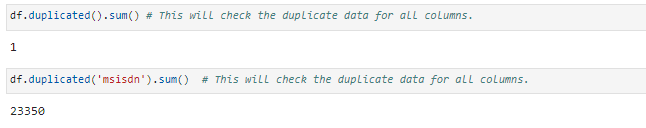 df.duplicated().sum() # This will check the duplicate data for all columns.
1
df.duplicated('msisdn').sum()  # This will check the duplicate data for all columns.
23350